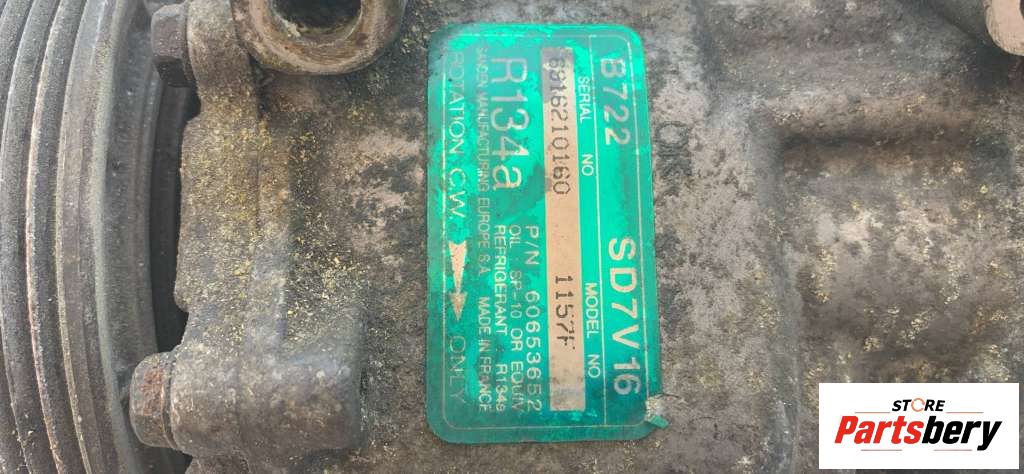 B722 SD7V16
SERIAL NO. MODEL NO
6916210160 1157F
P/N 60653652
OIL SP-10 OR EQUIV
R134a REFRIGERANT R134a
SANDEN MANUFACTURING EUROPE S.A. MADE IN FRANCE
ROTATION C.W. ONLY
STORE
Partsbery